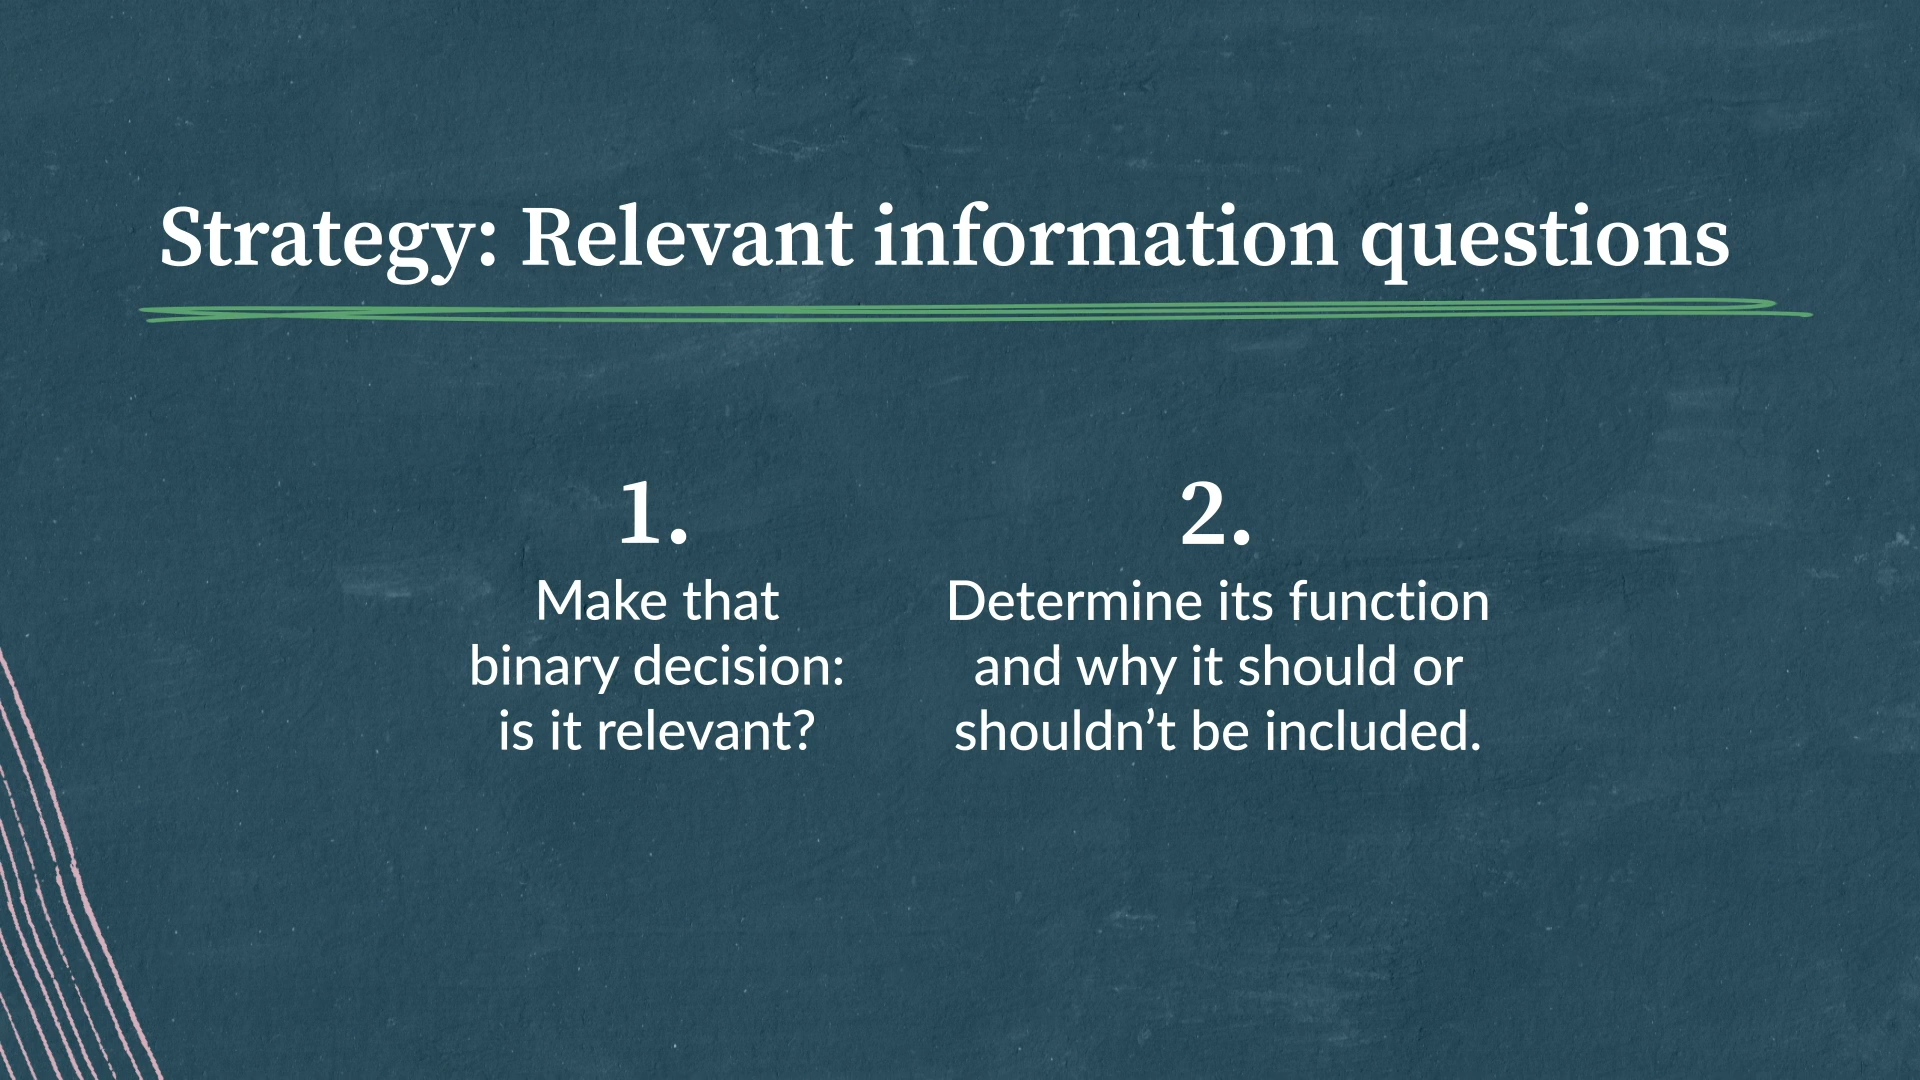 Strategy: Relevant information questions
1.
Make that
binary decision:
is it relevant?
2.
Determine its function
and why it should or
shouldn’t be included.